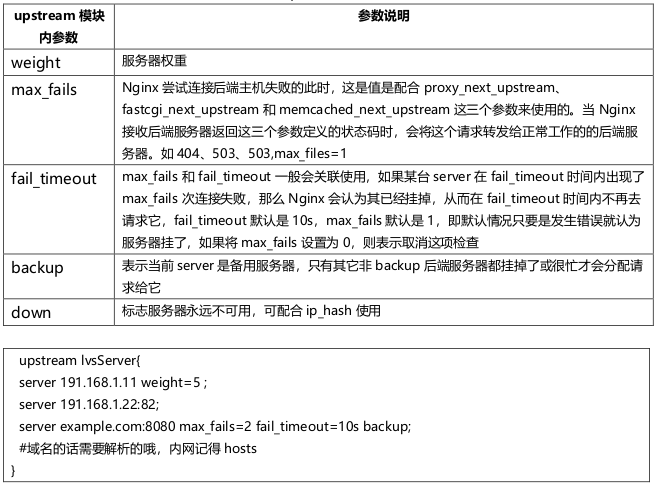 upstream 模块 参数说明
内参数
weight 服务器权重
max_fails Nginx 尝试连接后端主机失败的此时，这是值是配合 proxy_next_upstream、
fastcgi_next_upstream 和 memcached_next_upstream 这三个参数来使用的。当 Nginx
接收后端服务器返回这三个参数定义的状态码时，会将这个请求转发给正常工作的的后端服
务器。如 404、503、503,max_files=1
fail_timeout max_fails 和 fail_timeout 一般会关联使用，如果某台 server 在 fail_timeout 时间内出现了
max_fails 次连接失败，那么 Nginx 会认为其已经挂掉，从而在 fail_timeout 时间内不再去
请求它，fail_timeout 默认是 10s，max_fails 默认是 1，即默认情况只要是发生错误就认为
服务器挂了，如果将 max_fails 设置为 0，则表示取消这项检查
backup 表示当前 server 是备用服务器，只有其它非 backup 后端服务器都挂掉了或很忙才会分配请
求给它
down 标志服务器永远不可用，可配合 ip_hash 使用
upstream lvsServer{
server 191.168.1.11 weight=5 ;
server 191.168.1.22:82;
server example.com:8080 max_fails=2 fail_timeout=10s backup;
#域名的话需要解析的哦，内网记得 hosts
}